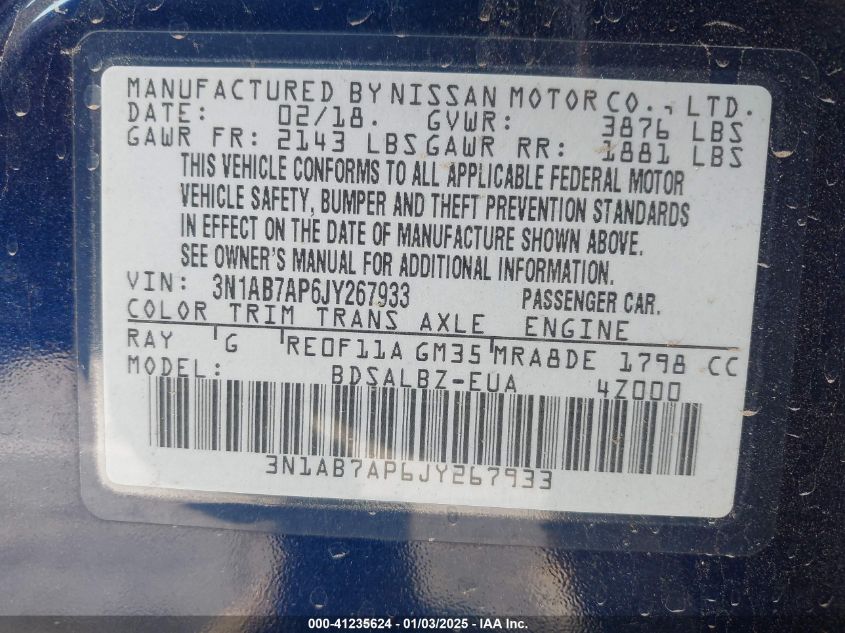 MANUFACTURED BY NISSAN MOTOR CO., LTD.
DATE: 02/18. GVWR: 3876 LBS
GAWR FR: 2143 LBS GAWR RR: 1881 LBS
THIS VEHICLE CONFORMS TO ALL APPLICABLE FEDERAL MOTOR
VEHICLE SAFETY, BUMPER AND THEFT PREVENTION STANDARDS
IN EFFECT ON THE DATE OF MANUFACTURE SHOWN ABOVE.
SEE OWNER'S MANUAL FOR ADDITIONAL INFORMATION.
VIN: 3N1AB7AP6JY267933 PASSENGER CAR.
COLOR TRIM TRANS AXLE ENGINE
RAY G RE0F11A GM35 MRA8DE 1798 CC
MODEL: BDSALBZ-EUA 4Z000
3N1AB7AP6JY267933
000-41235624 - 01/03/2025 - IAA Inc.